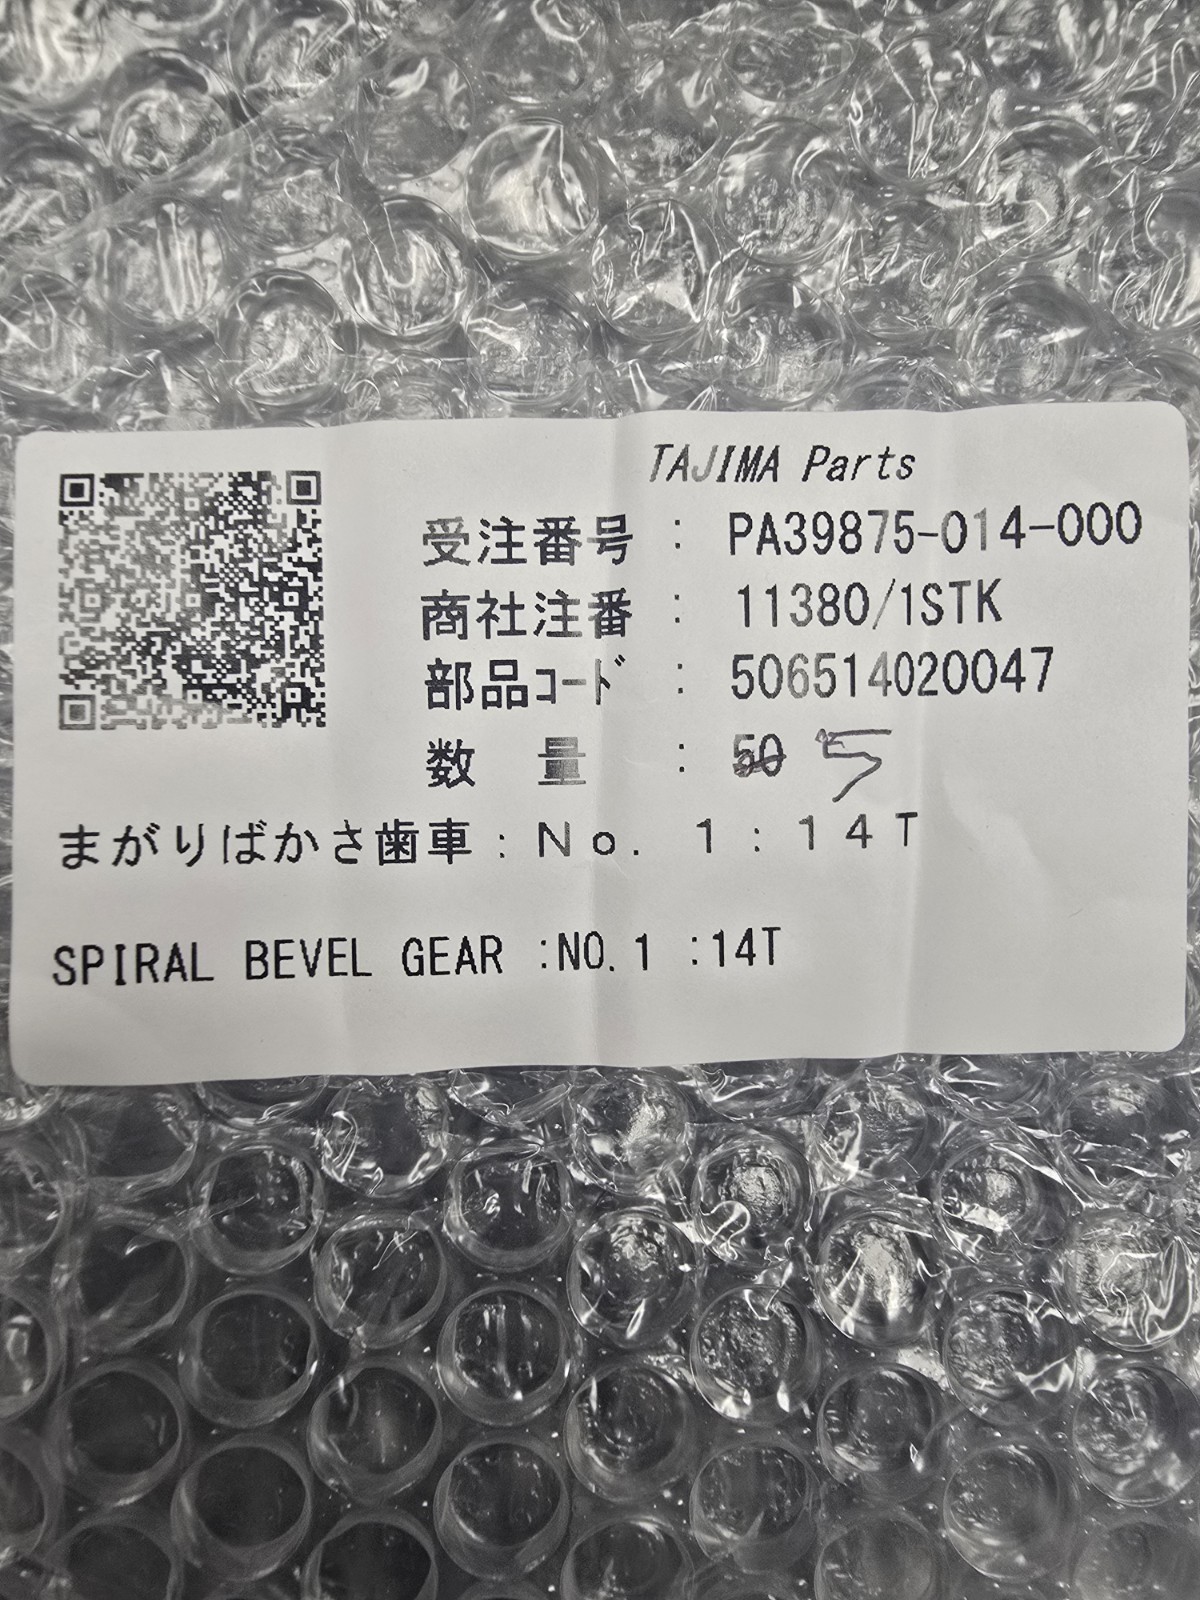 TAJIMA Parts
受注番号 : PA39875-014-000
商社注番 : 11380/1STK
部品コード : 506514020047
数 量 : 50 5
まがりばかさ歯車:No. 1:14T
SPIRAL BEVEL GEAR :NO.1 :14T